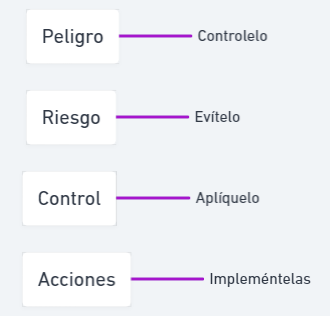 Peligro Controlelo
Riesgo Evítelo
Control Aplíquelo
Acciones Impleméntelas